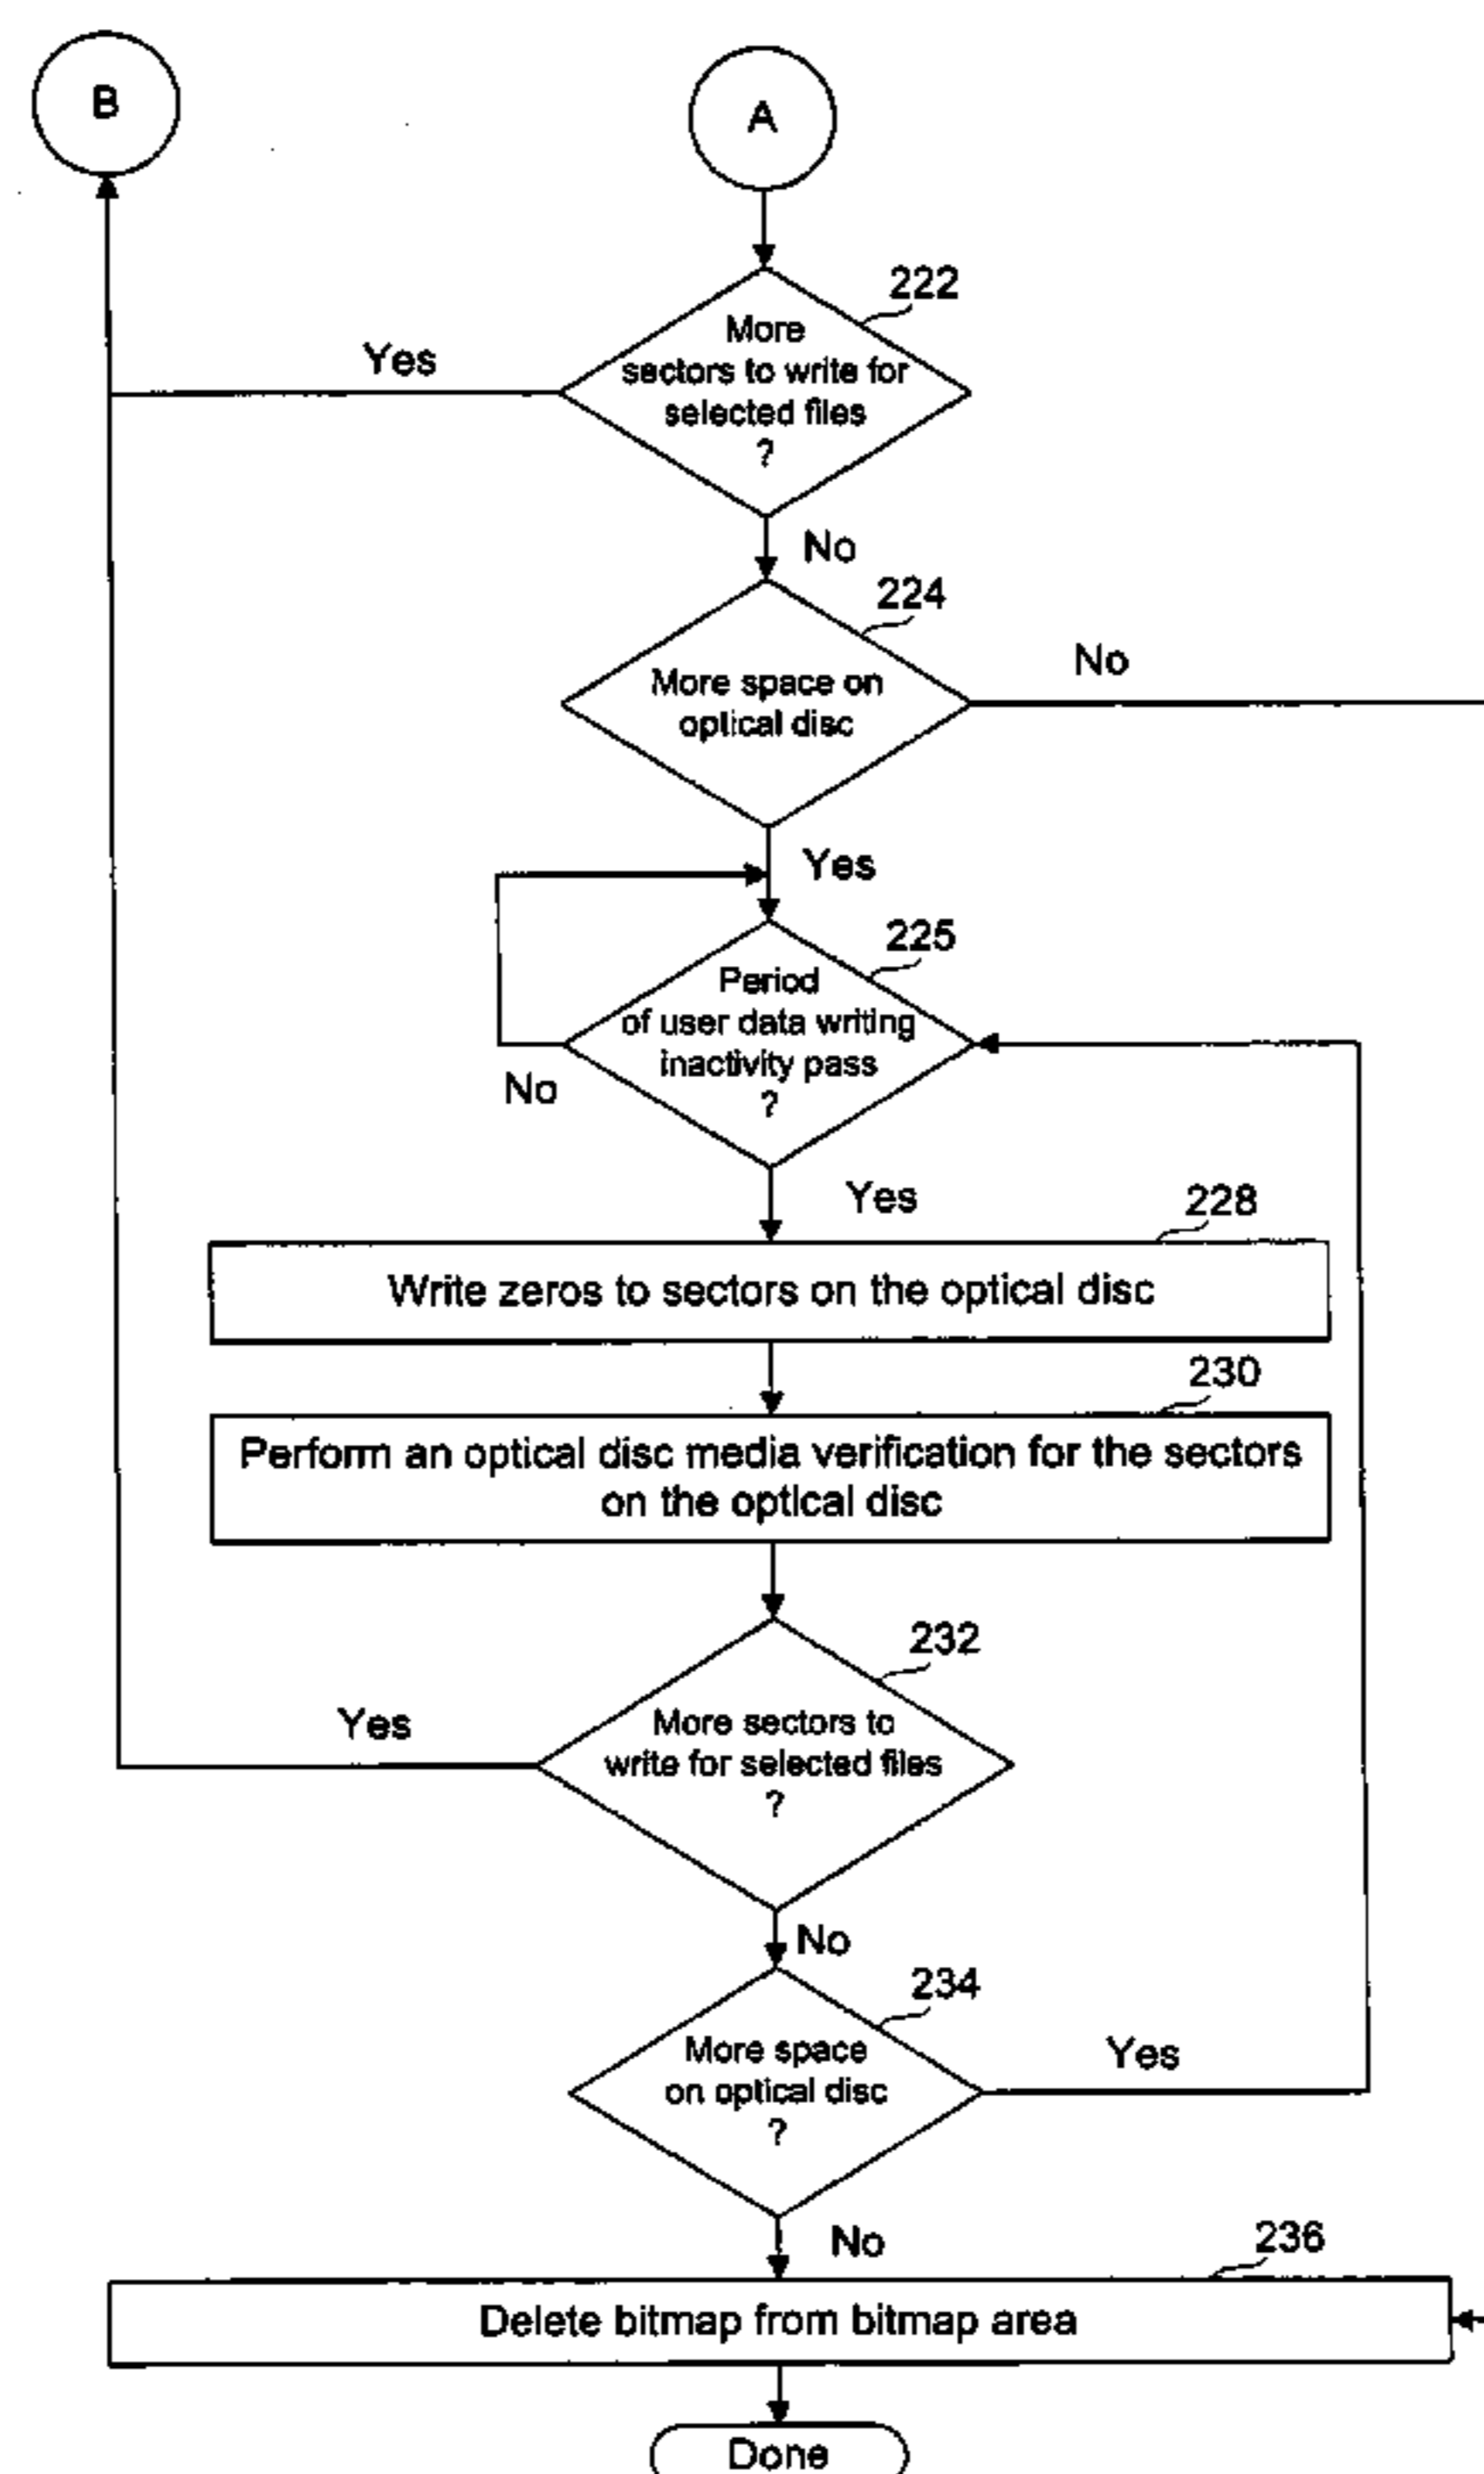 B
A
222
More
sectors to write for
selected files
?
Yes
No
224
More space on
optical disc
No
Yes
225
Period
of user data writing
inactivity pass
?
No
Yes
228
Write zeros to sectors on the optical disc
230
Perform an optical disc media verification for the sectors
on the optical disc
232
More sectors to
write for selected files
?
Yes
No
234
More space
on optical disc
?
Yes
No
236
Delete bitmap from bitmap area
Done